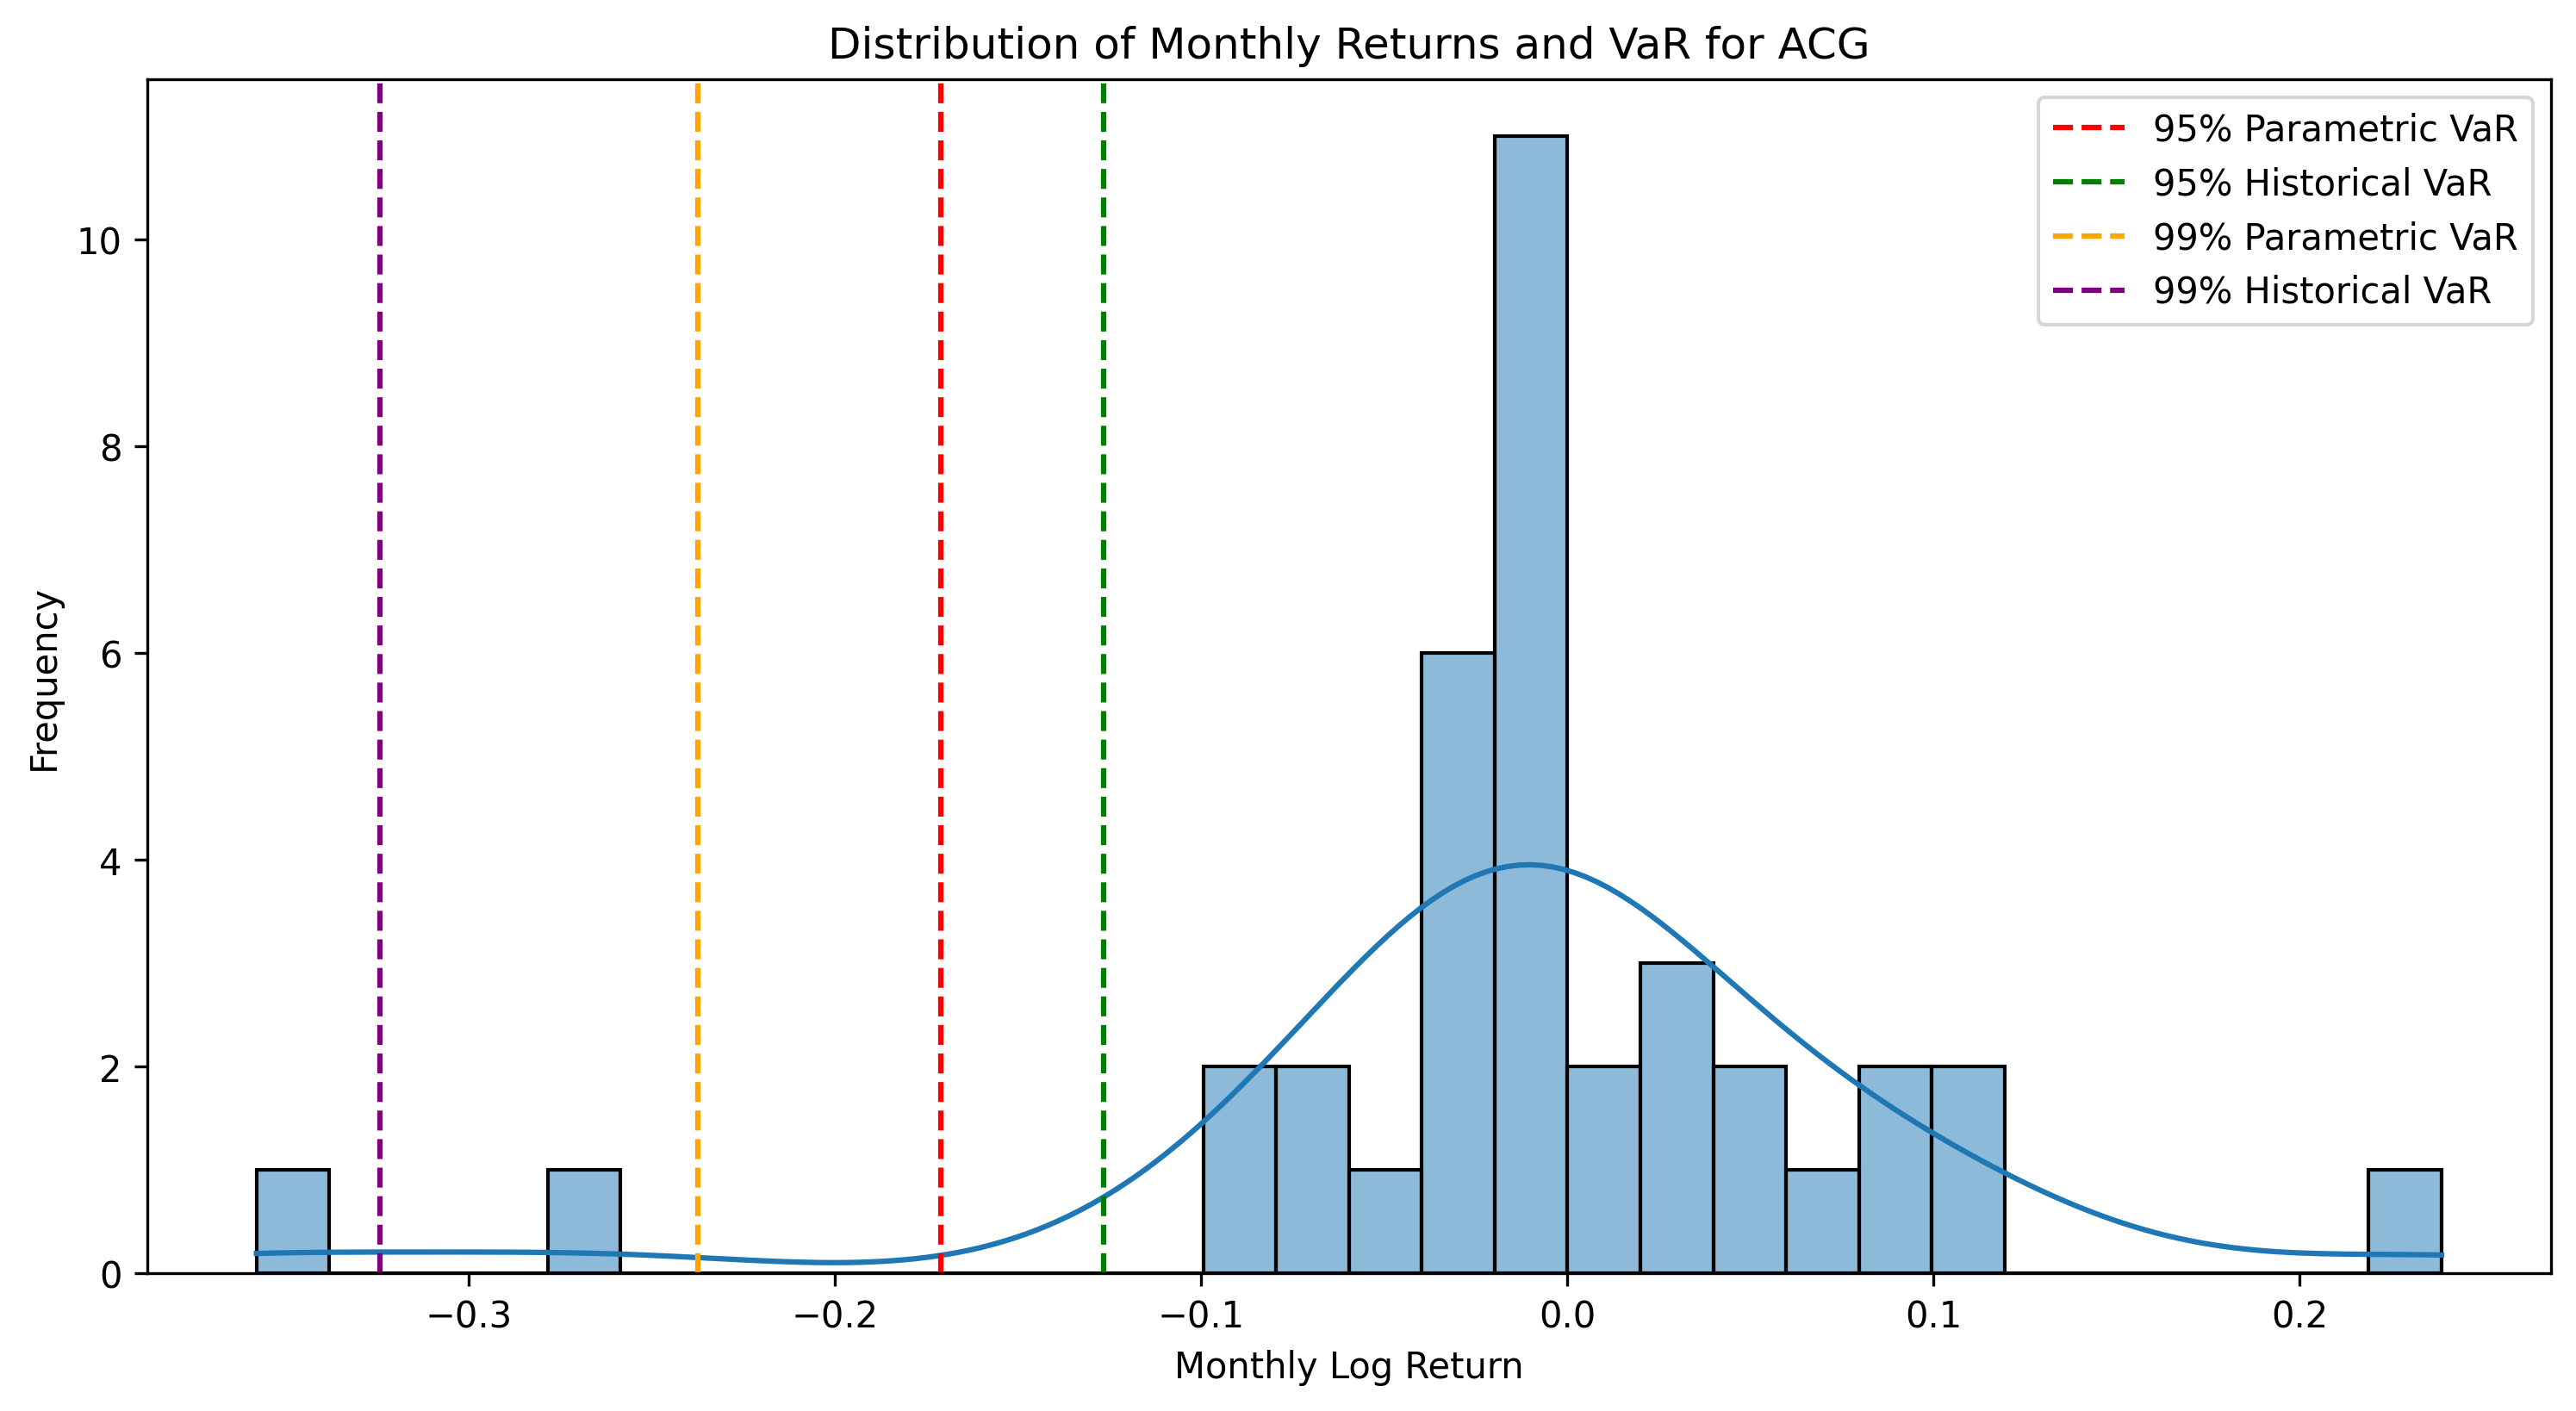 Distribution of Monthly Returns and VaR for ACG
95% Parametric VaR
95% Historical VaR
99% Parametric VaR
99% Historical VaR
Frequency
10
8
6
4
2
0
−0.3 −0.2 −0.1 0.0 0.1 0.2
Monthly Log Return